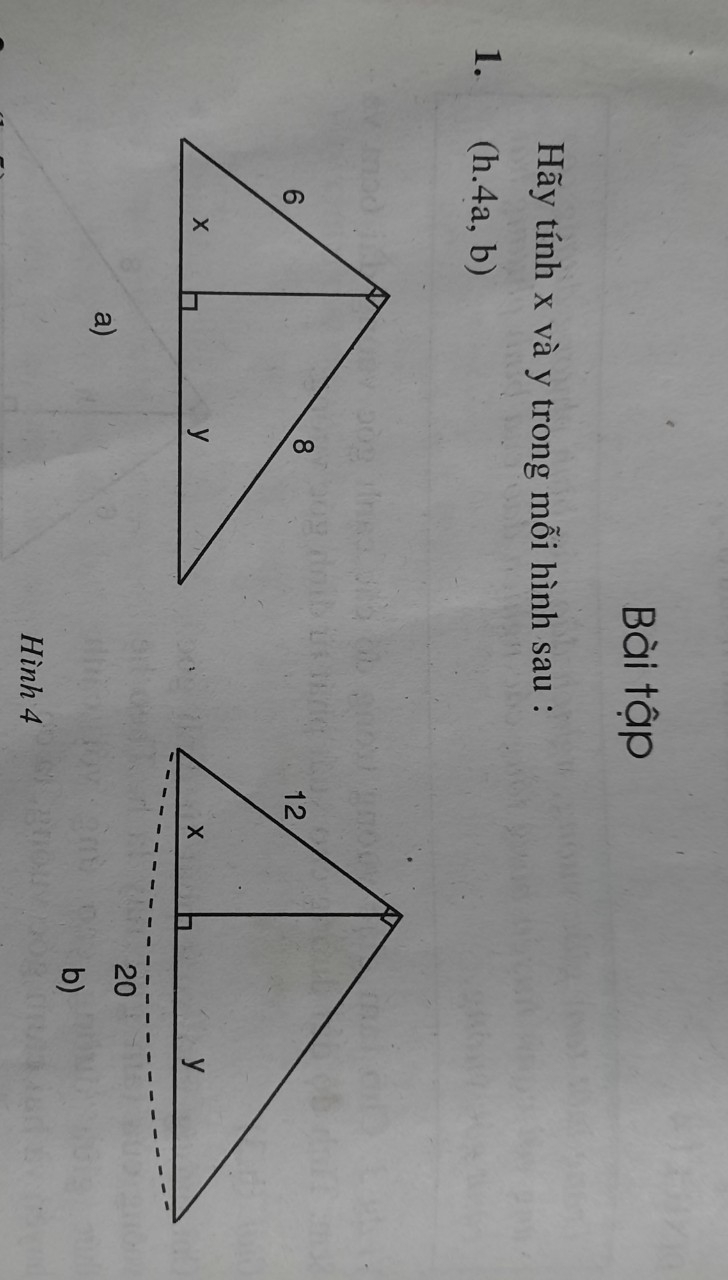 Bài tập
Hãy tính x và y trong mỗi hình sau :
1. (h.4a, b)
6
8
x
y
a)
12
x
y
20
b)
Hình 4